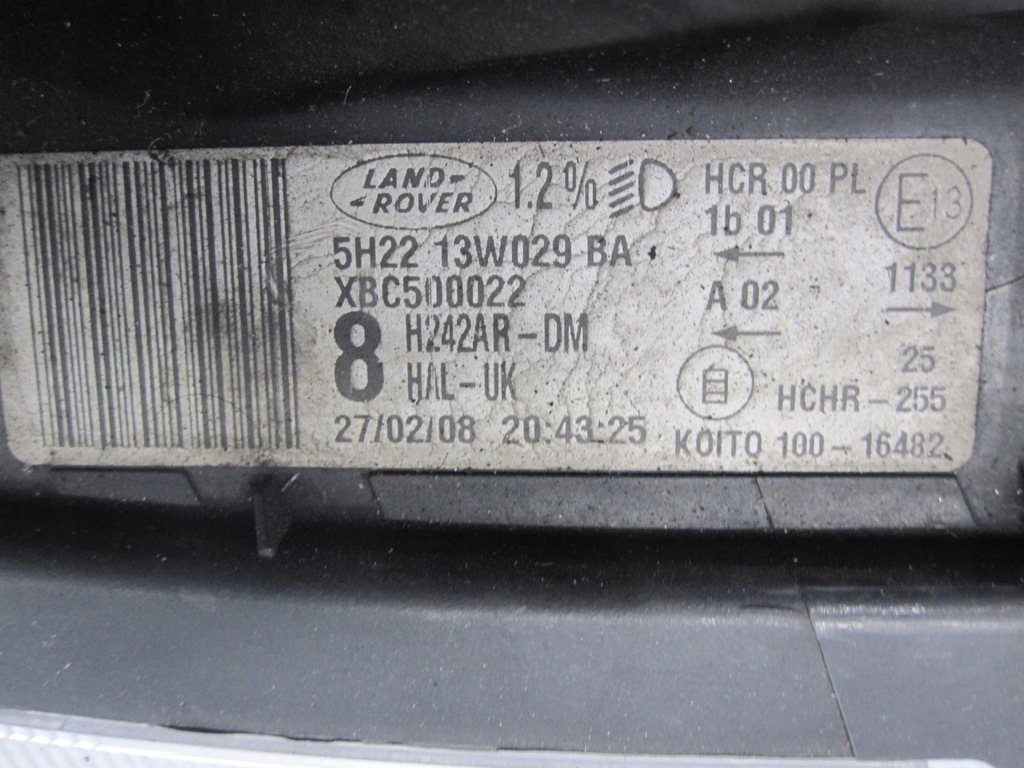 LAND-
-ROVER
1.2%
HCR 00 PL
E13
1b 01
5H22 13W029 BA
1133
XBC500022
A 02
8
H242AR-DM
HAL-UK
25
HCHR-255
27/02/08 20:43:25
KOITO 100-16482